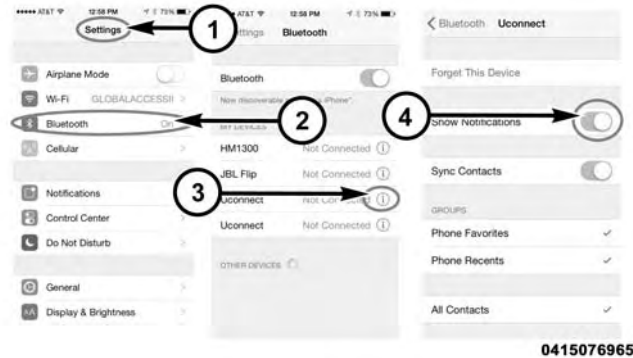 AT&T 12:58 PM 73%
Settings
Airplane Mode
Wi-Fi GLOBALACCESSII
Bluetooth On
Cellular
Notifications
Control Center
Do Not Disturb
General
Display & Brightness
1
AT&T 12:58 PM 73%
Bluetooth
Bluetooth
Now discoverable iPhone".
MY DEVICES
HM1300 Not Connected
JBL Flip Not Connected
Uconnect Not Connected
Uconnect Not Connected
OTHER DEVICES
2
3
Bluetooth Uconnect
Forget This Device
Show Notifications
Sync Contacts
GROUPS
Phone Favorites
Phone Recents
All Contacts
4
0415076965